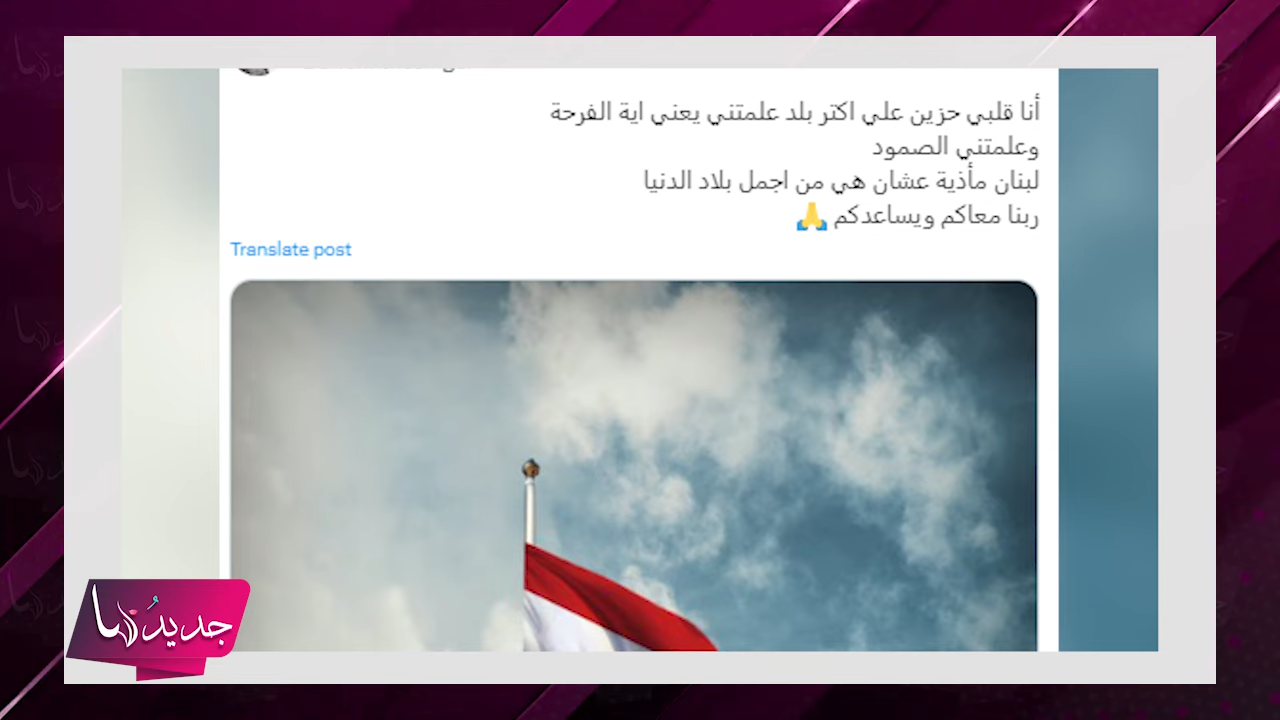 أنا قلبي حزين علي اكتر بلد علمتني يعني اية الفرحة
وعلمتني الصمود
لبنان مأذية عشان هي من اجمل بلاد الدنيا
ربنا معاكم ويساعدكم 🙏
Translate post
جديدُها